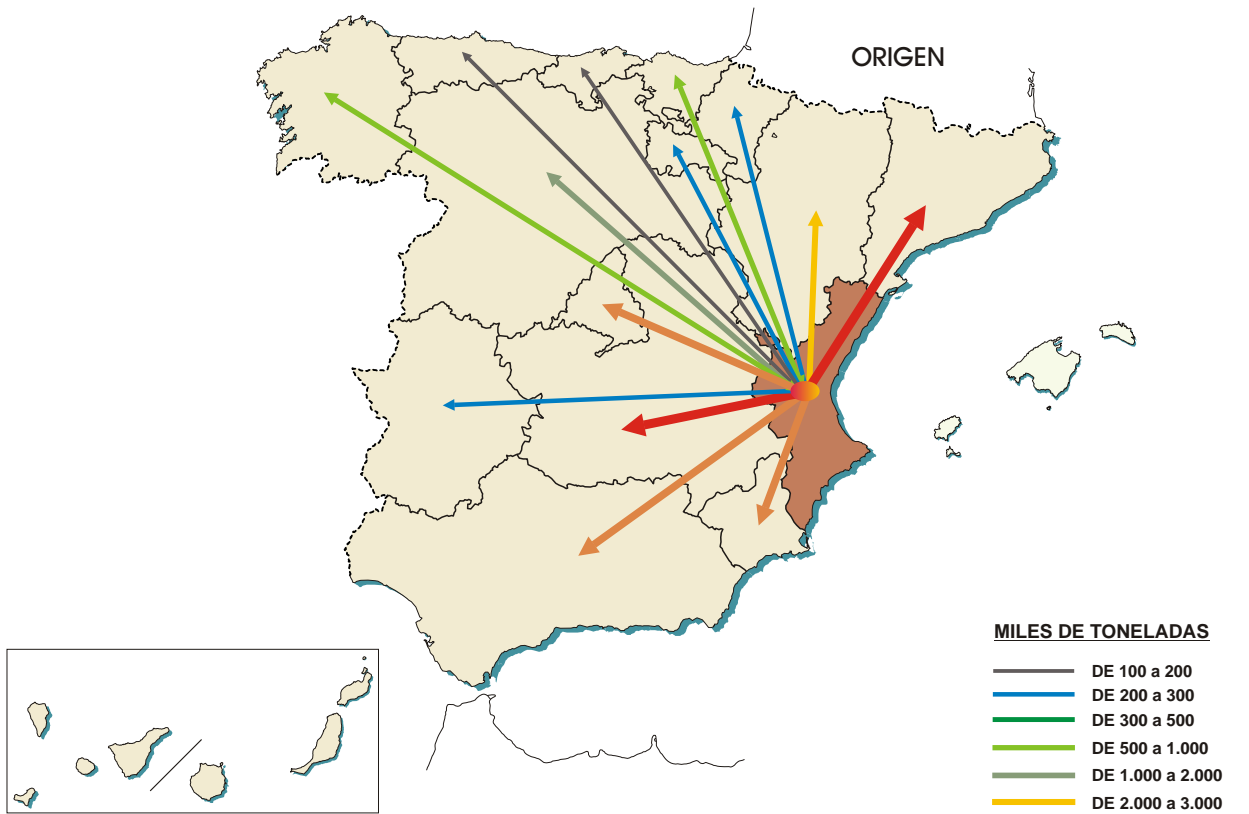 ORIGEN
MILES DE TONELADAS
DE 100 a 200
DE 200 a 300
DE 300 a 500
DE 500 a 1.000
DE 1.000 a 2.000
DE 2.000 a 3.000